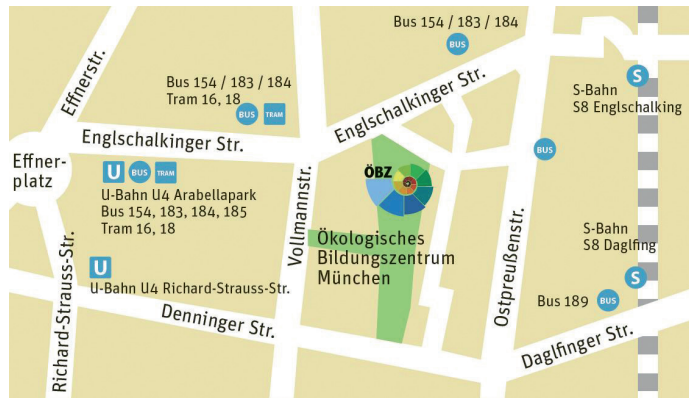 Bus 154 / 183 / 184
BUS
Effnerstr.
Bus 154 / 183 / 184
Tram 16, 18
BUS
TRAM
Englschalkinger Str.
S
S-Bahn
S8 Englschalking
Englschalkinger Str.
Effner-
platz
U
BUS
TRAM
U-Bahn U4 Arabellapark
Bus 154, 183, 184, 185
Tram 16, 18
ÖBZ
BUS
Vollmannstr.
Ökologisches
Bildungszentrum
München
Ostpreußenstr.
S-Bahn
S8 Daglfing
S
U
U-Bahn U4 Richard-Strauss-Str.
Richard-Strauss-Str.
Denninger Str.
Bus 189
BUS
Daglfinger Str.